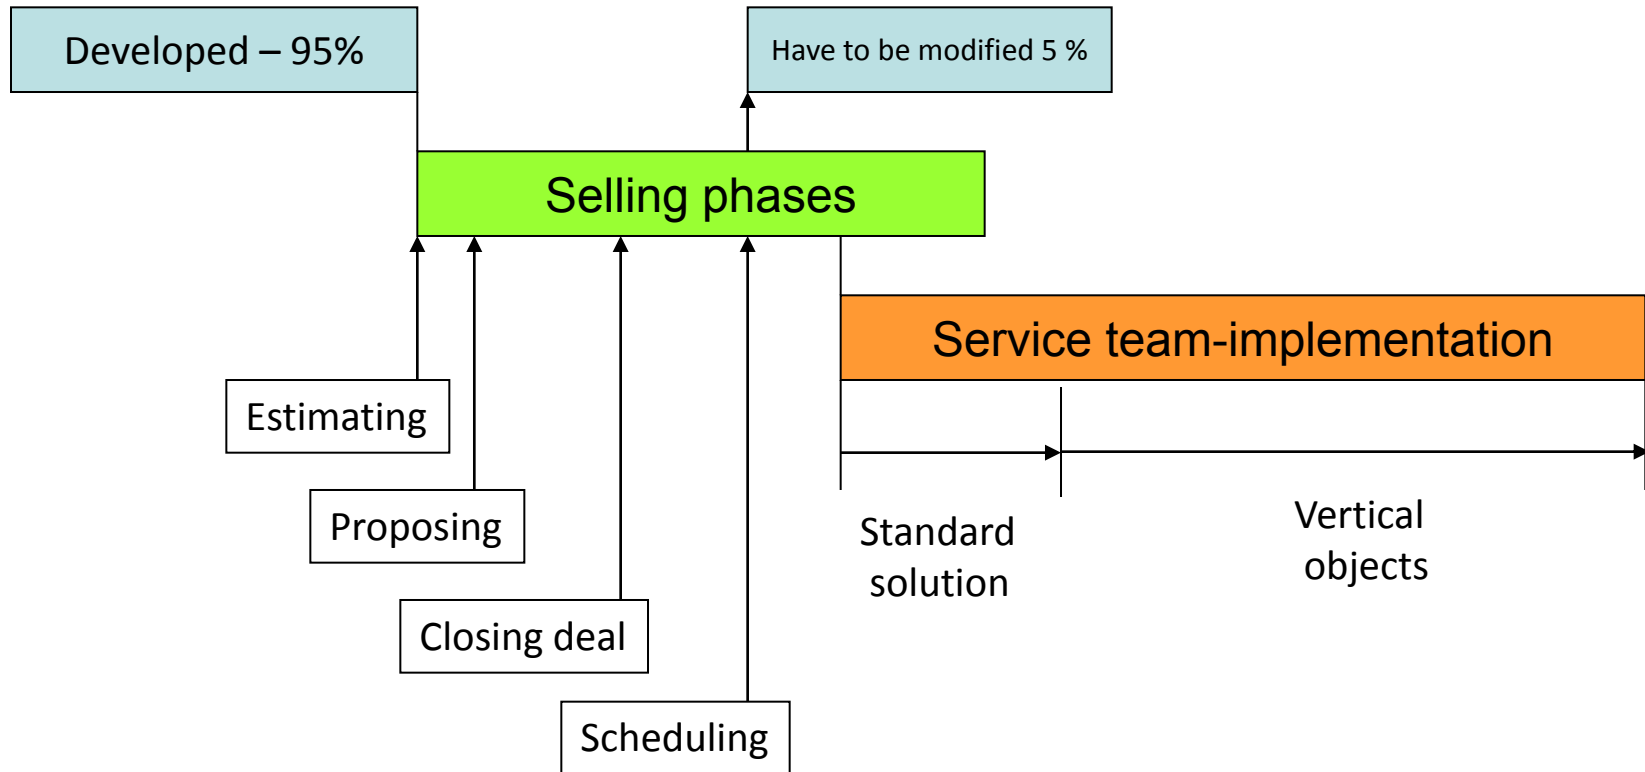 Developed – 95%
Have to be modified 5 %
Selling phases
Service team-implementation
Estimating
Proposing
Closing deal
Scheduling
Standard
solution
Vertical
objects